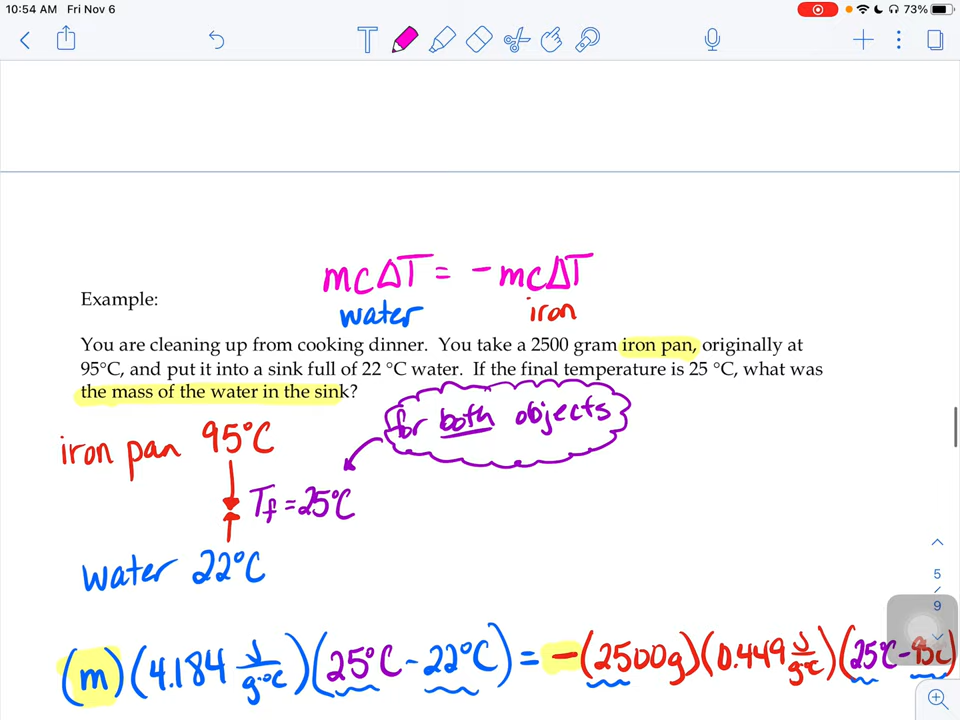 10:54 AM Fri Nov 6
73%
T
mcΔT = - mcΔT
water iron
Example:
You are cleaning up from cooking dinner. You take a 2500 gram iron pan, originally at
95°C, and put it into a sink full of 22 °C water. If the final temperature is 25 °C, what was
the mass of the water in the sink?
for both objects
iron pan 95°C
Tf = 25°C
water 22°C
5
/
9
(m)(4.184 J/g·°C)(25°C - 22°C) = -(2500g)(0.449 J/g·°C)(25°C - 95°C)